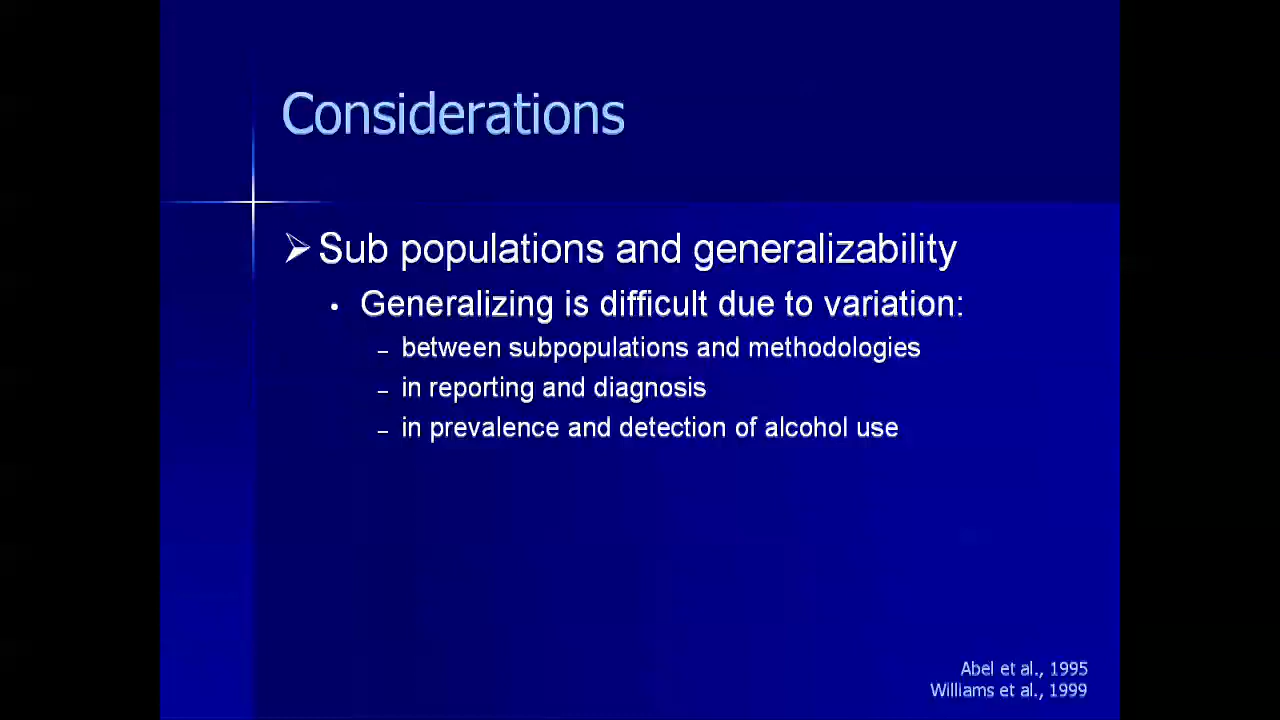 Considerations
Sub populations and generalizability
• Generalizing is difficult due to variation:
– between subpopulations and methodologies
– in reporting and diagnosis
– in prevalence and detection of alcohol use
Abel et al., 1995
Williams et al., 1999